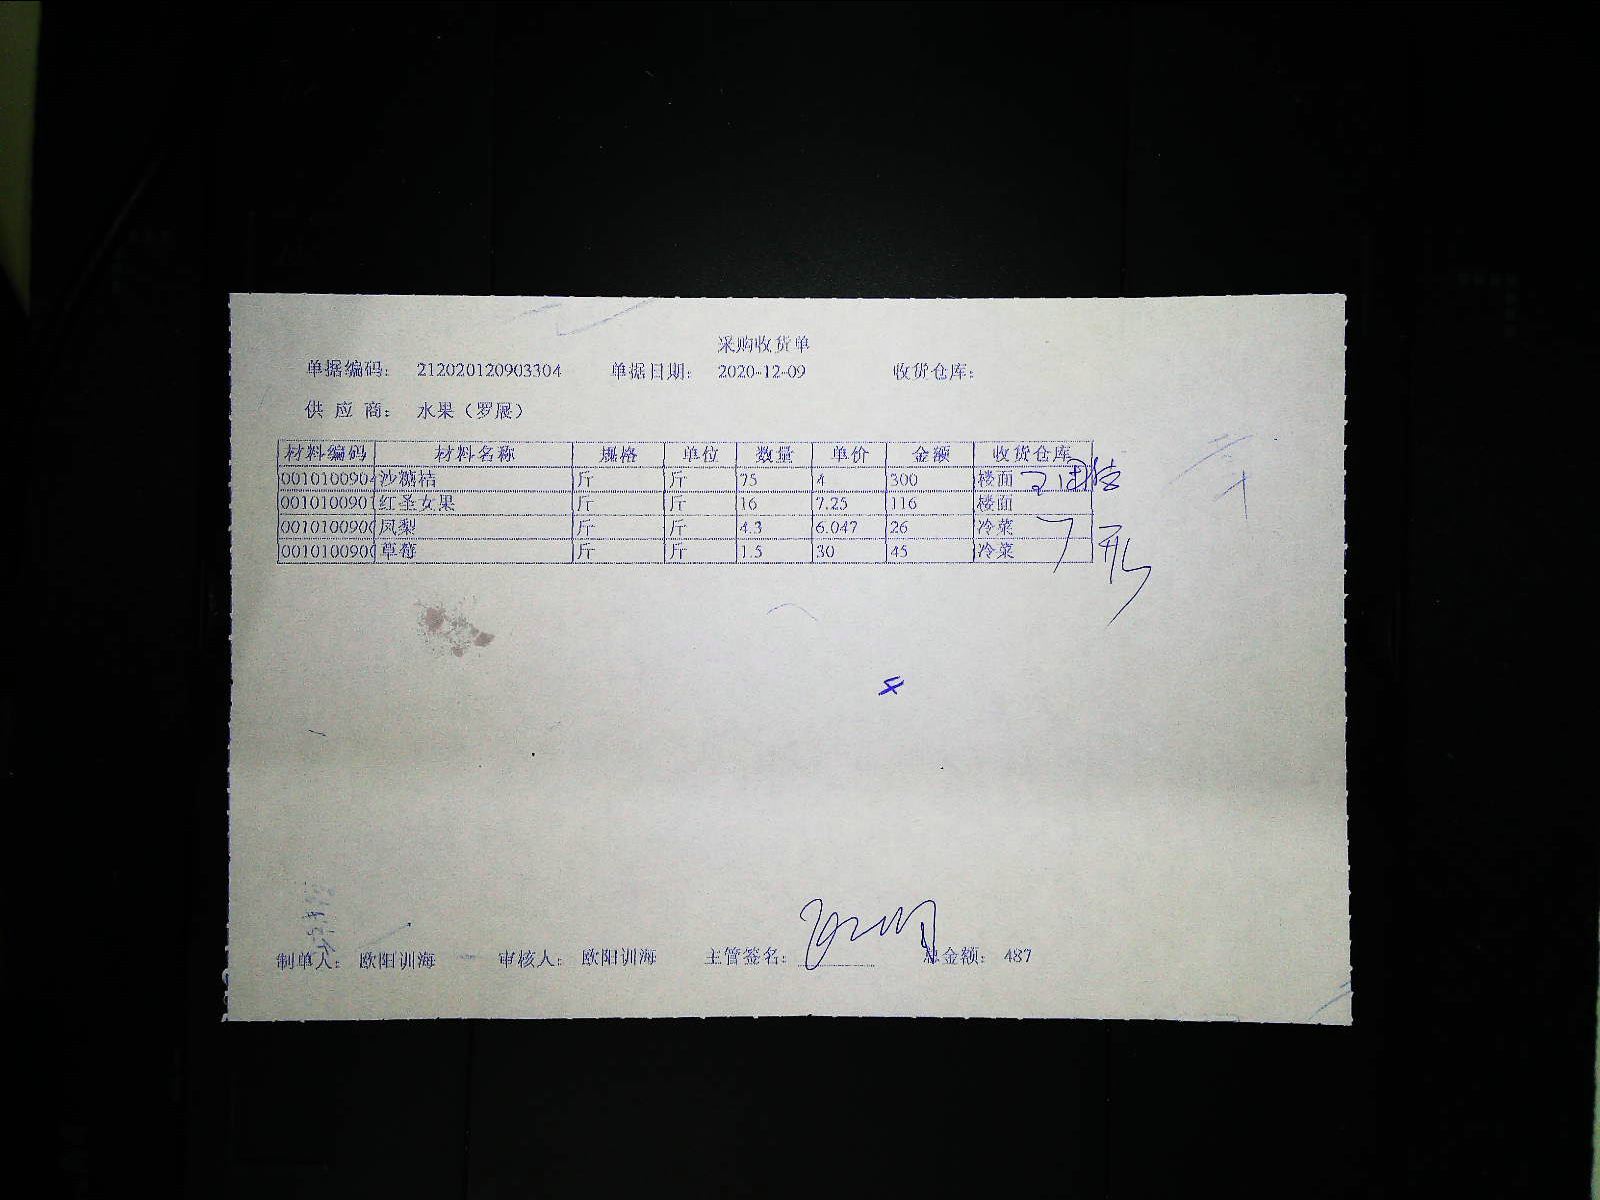 采购收货单
单据编码： 212020120903304 单据日期： 2020-12-09 收货仓库：
供 应 商： 水果（罗展）
材料编码 材料名称 规格 单位 数量 单价 金额 收货仓库
001010090 沙糖桔 斤 斤 75 4 300 楼面
001010090 红圣女果 斤 斤 16 7.25 116 楼面
001010090 凤梨 斤 斤 4.3 6.047 26 冷菜
001010090 草莓 斤 斤 1.5 30 45 冷菜
制单人： 欧阳训海 审核人： 欧阳训海 主管签名： 总金额： 487